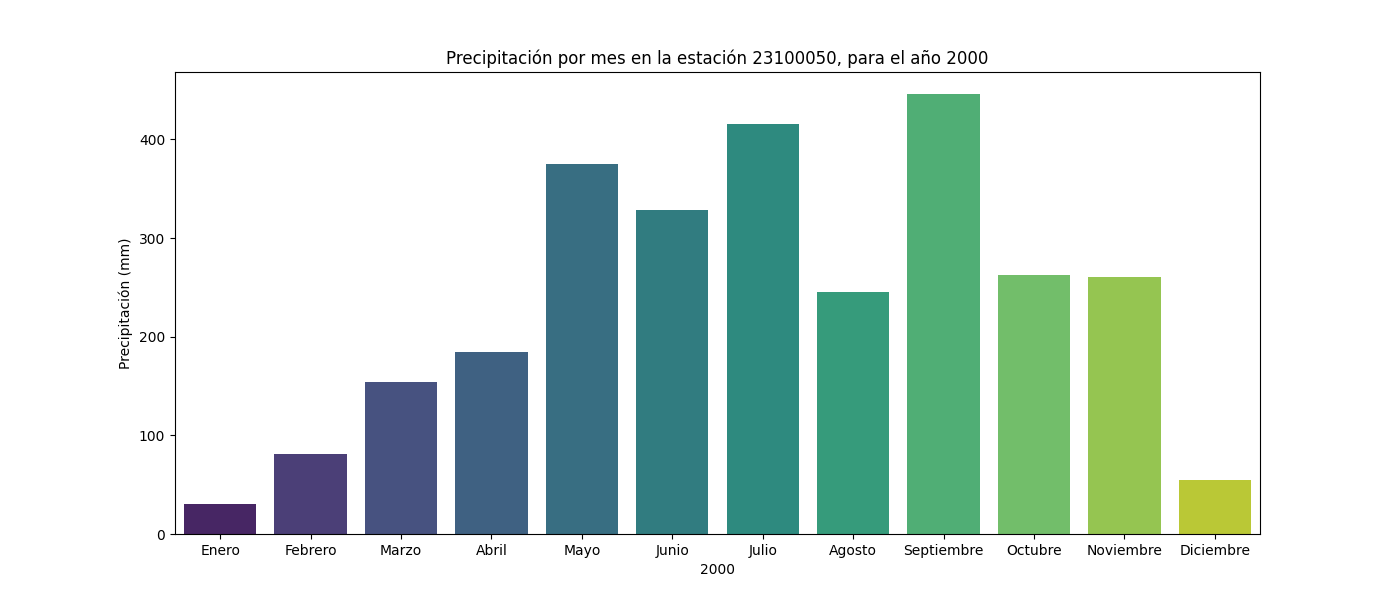 Precipitación por mes en la estación 23100050, para el año 2000
Precipitación (mm)
400
300
200
100
0
Enero Febrero Marzo Abril Mayo Junio Julio Agosto Septiembre Octubre Noviembre Diciembre
2000